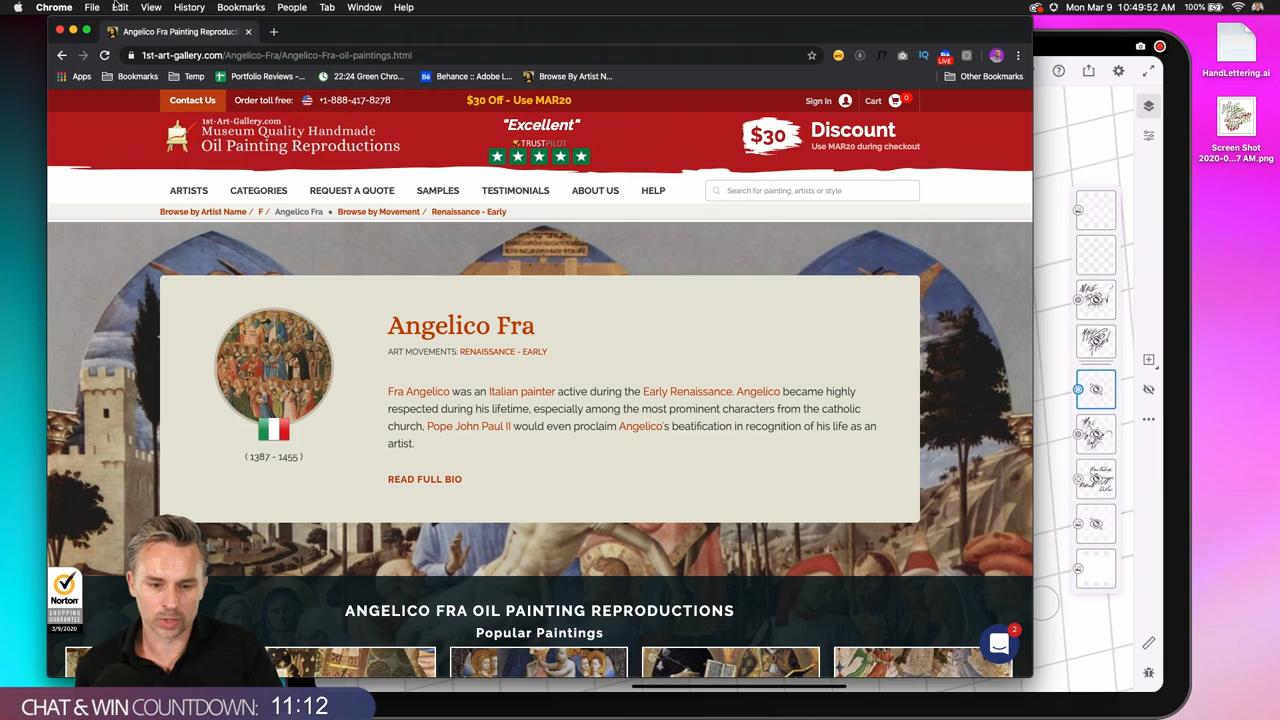 Chrome File Edit View History Bookmarks People Tab Window Help
100% Mon Mar 9 10:49:52 AM
Angelico Fra Painting Reproducti
1st-art-gallery.com/Angelico-Fra/Angelico-Fra-oil-paintings.html
Apps Bookmarks Temp Portfolio Reviews -... 22:24 Green Chro... Behance :: Adobe L... Browse By Artist N... Other Bookmarks
IQ LIVE
HandLettering.ai
Screen Shot
2020-0...7 AM.png
Contact Us Order toll free: +1-888-417-8278 $30 Off - Use MAR20 Sign In Cart 0
1st-Art-Gallery.com
Museum Quality Handmade
Oil Painting Reproductions
"Excellent"
TRUSTPILOT
$30 Discount
Use MAR20 during checkout
ARTISTS CATEGORIES REQUEST A QUOTE SAMPLES TESTIMONIALS ABOUT US HELP Search for painting, artists or style
Browse by Artist Name / F / Angelico Fra • Browse by Movement / Renaissance - Early
Angelico Fra
ART MOVEMENTS: RENAISSANCE - EARLY
Fra Angelico was an Italian painter active during the Early Renaissance. Angelico became highly
respected during his lifetime, especially among the most prominent characters from the catholic
church, Pope John Paul II would even proclaim Angelico's beatification in recognition of his life as an
artist.
( 1387 - 1455 )
READ FULL BIO
Norton
SHOPPING
GUARANTEE
3/9/2020
ANGELICO FRA OIL PAINTING REPRODUCTIONS
Popular Paintings
2
CHAT & WIN COUNTDOWN: 11:12